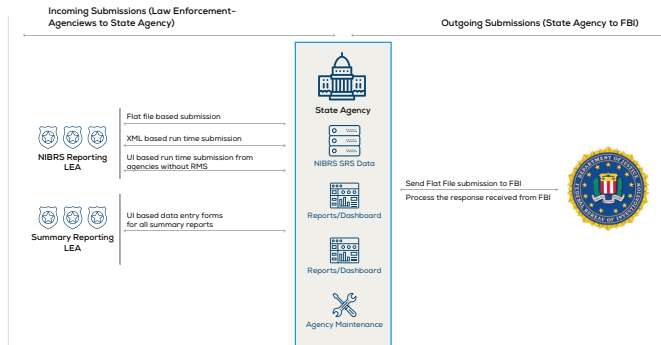 Incoming Submissions (Law Enforcement-
Agenciews to State Agency)
Outgoing Submissions (State Agency to FBI)
State Agency
Flat file based submission
XML based run time submission
UI based run time submission from
agencies without RMS
NIBRS Reporting
LEA
NIBRS SRS Data
Send Flat File submission to FBI
Process the response received from FBI
DEPARTMENT OF JUSTICE
FEDERAL BUREAU OF INVESTIGATION
Reports/Dashboard
UI based data entry forms
for all summary reports
Summary Reporting
LEA
Reports/Dashboard
Agency Maintenance